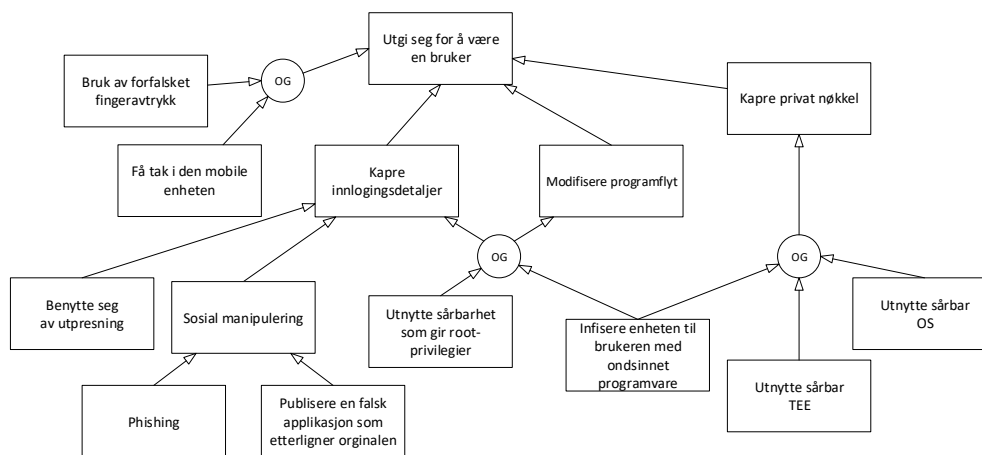 Utgi seg for å være
en bruker
OG
Bruk av forfalsket
fingeravtrykk
Kapre privat nøkkel
Få tak i den mobile
enheten
Kapre
innlogingsdetaljer
Modifisere programflyt
OG
OG
Benytte seg
av utpresning
Sosial manipulering
Utnytte sårbarhet
som gir root-
privilegier
Infisere enheten til
brukeren med
ondsinnet
programvare
Utnytte sårbar
OS
Utnytte sårbar
TEE
Phishing
Publisere en falsk
applikasjon som
etterligner orginalen